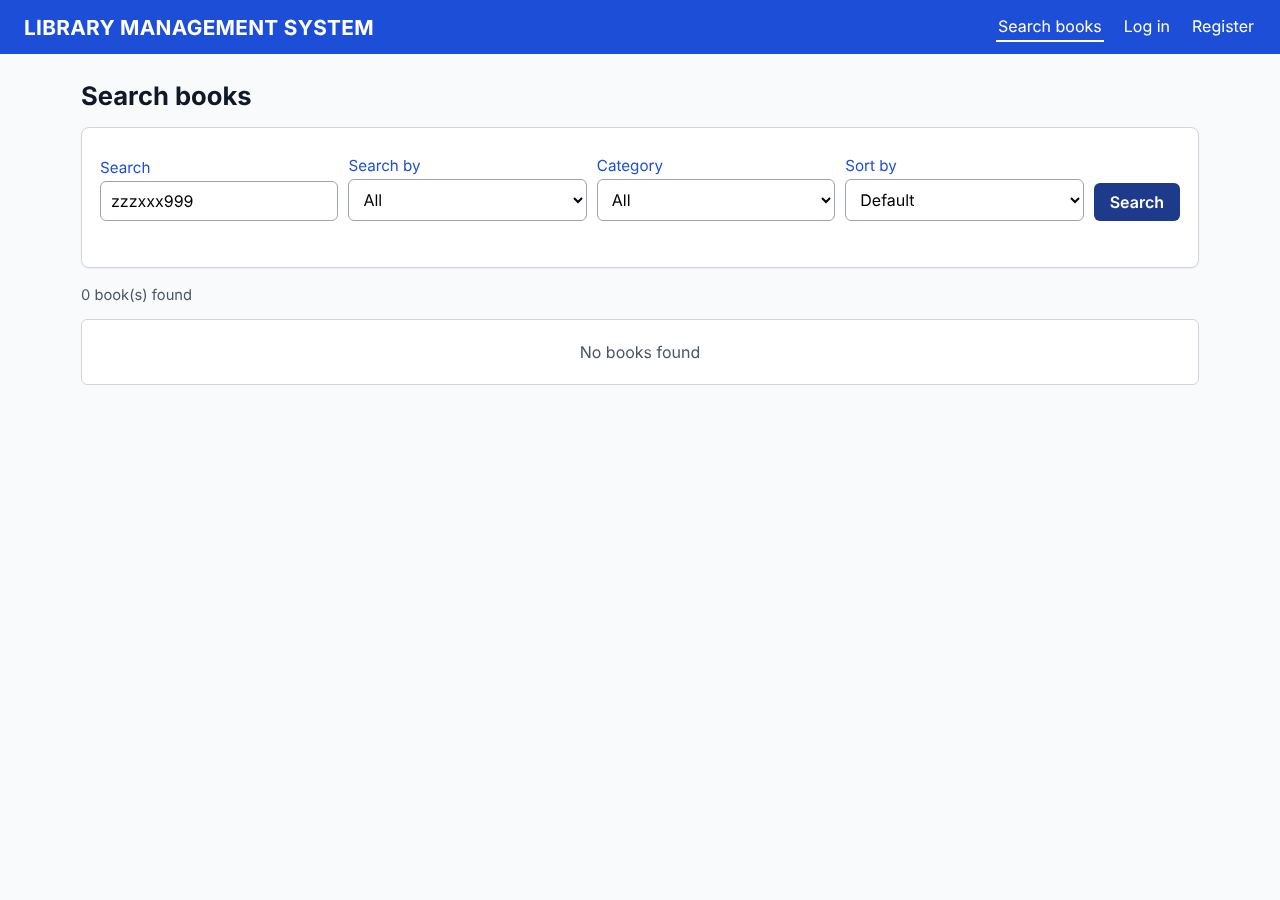 LIBRARY MANAGEMENT SYSTEM
Search books Log in Register
Search books
Search Search by Category Sort by
zzzxxx999 All All Default Search
0 book(s) found
No books found